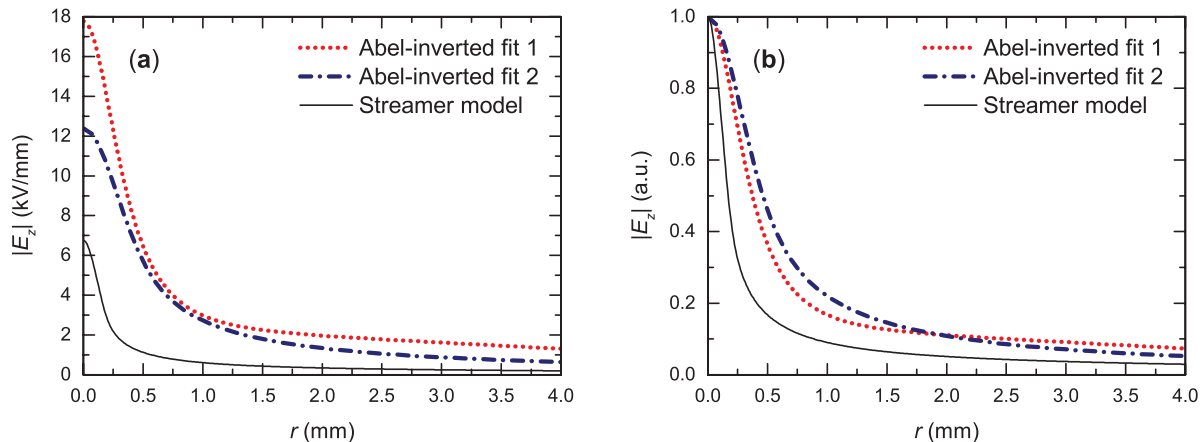 (a)
Abel-inverted fit 1
Abel-inverted fit 2
Streamer model
|E_z| (kV/mm)
18
16
14
12
10
8
6
4
2
0
0.0 0.5 1.0 1.5 2.0 2.5 3.0 3.5 4.0
r (mm)
(b)
Abel-inverted fit 1
Abel-inverted fit 2
Streamer model
|E_z| (a.u.)
1.0
0.8
0.6
0.4
0.2
0.0
0.0 0.5 1.0 1.5 2.0 2.5 3.0 3.5 4.0
r (mm)